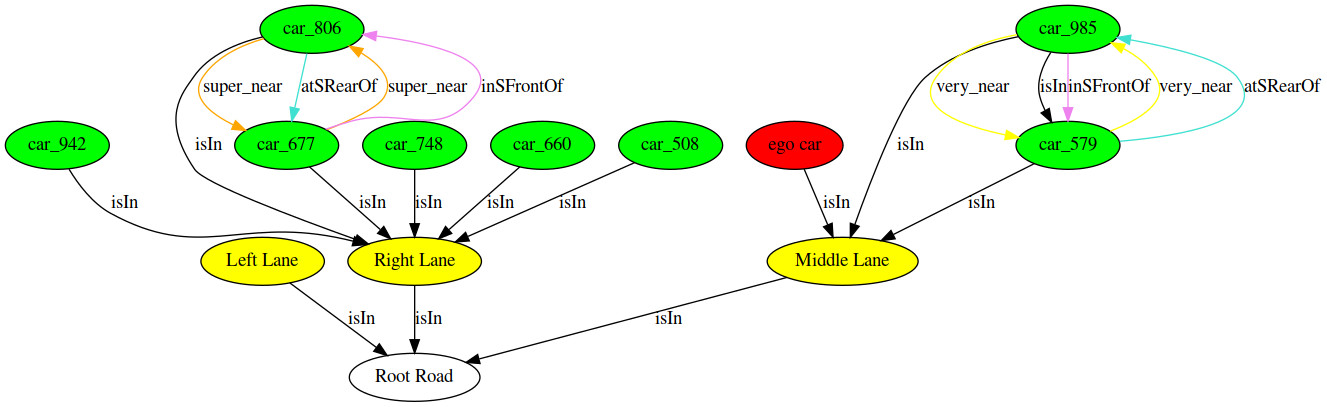 car_806
car_985
super_near
atSRearOf
super_near
inSFrontOf
very_near
isIn
inSFrontOf
very_near
atSRearOf
car_942
isIn
car_677
car_748
car_660
car_508
ego car
isIn
car_579
isIn
isIn
isIn
isIn
isIn
isIn
isIn
Left Lane
Right Lane
Middle Lane
isIn
isIn
isIn
Root Road